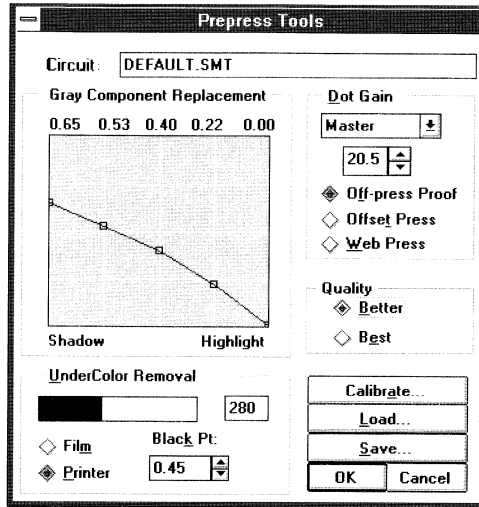 Prepress Tools
Circuit: DEFAULT.SMT
Gray Component Replacement
0.65 0.53 0.40 0.22 0.00
Shadow Highlight
Dot Gain
Master
20.5
Off-press Proof
Offset Press
Web Press
Quality
Better
Best
UnderColor Removal
280
Film
Printer
Black Pt:
0.45
Calibrate...
Load...
Save...
OK Cancel